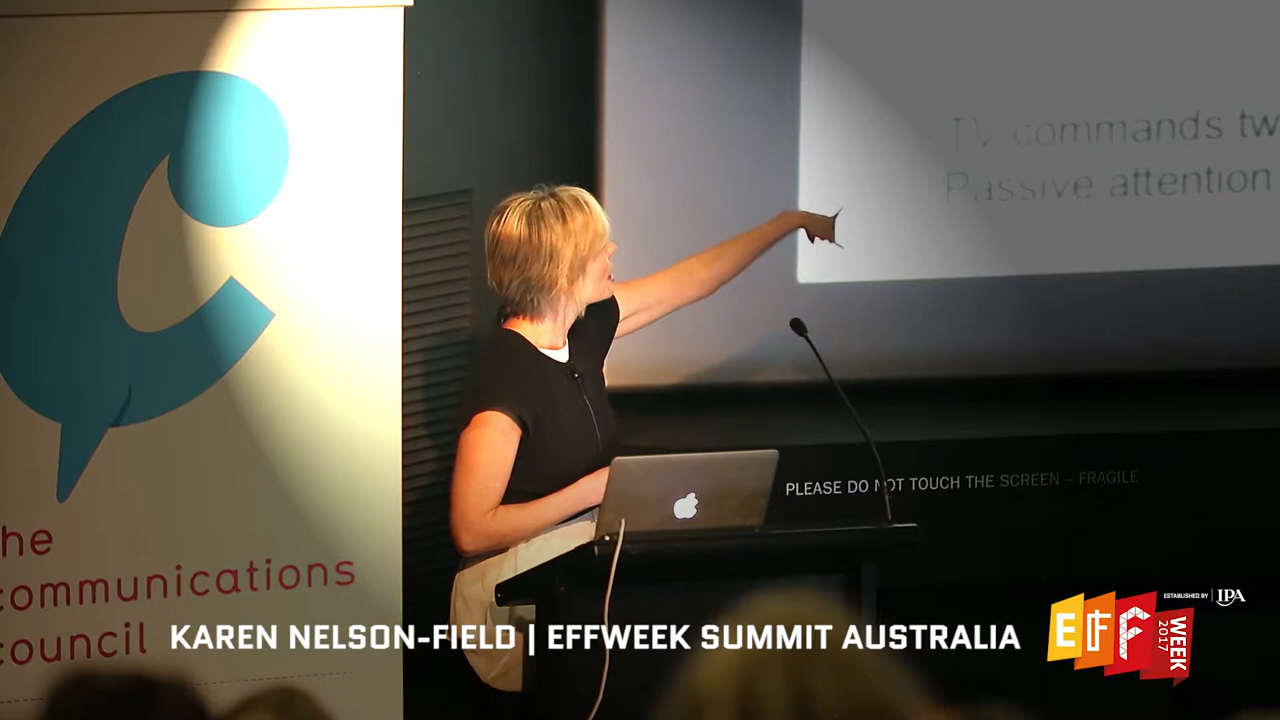 TV commands tw
Passive attention
PLEASE DO NOT TOUCH THE SCREEN – FRAGILE
he
communications
council
KAREN NELSON-FIELD | EFFWEEK SUMMIT AUSTRALIA
ESTABLISHED BY | IPA
EFF
WEEK
2017